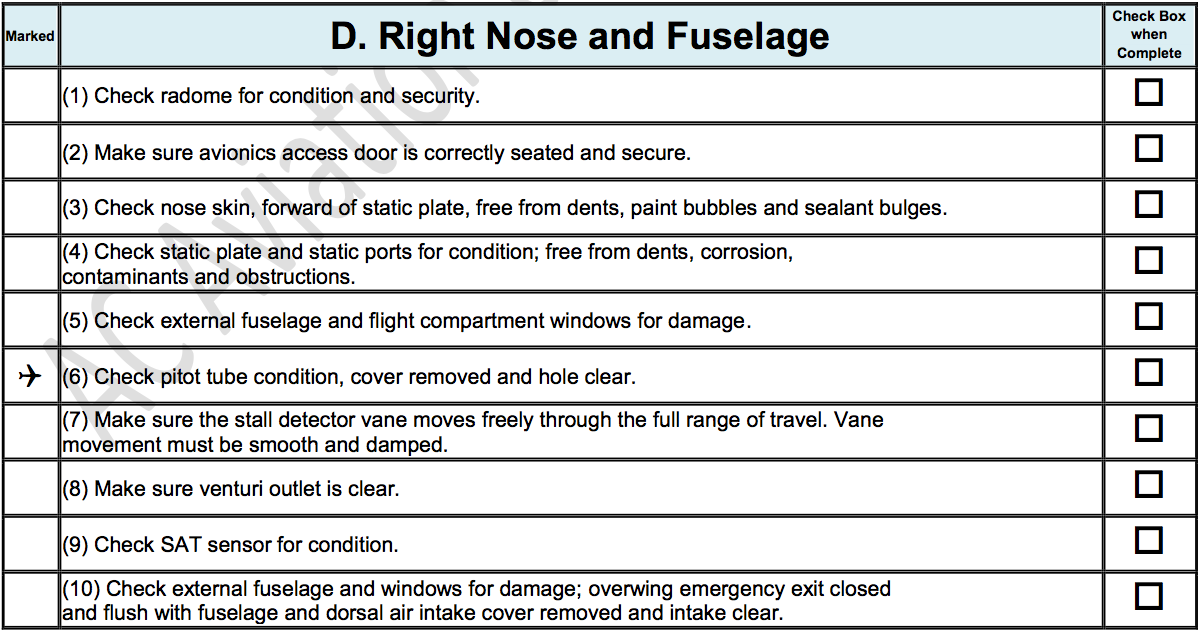 Marked
D. Right Nose and Fuselage
Check Box
when
Complete
(1) Check radome for condition and security.
(2) Make sure avionics access door is correctly seated and secure.
(3) Check nose skin, forward of static plate, free from dents, paint bubbles and sealant bulges.
(4) Check static plate and static ports for condition; free from dents, corrosion,
contaminants and obstructions.
(5) Check external fuselage and flight compartment windows for damage.
(6) Check pitot tube condition, cover removed and hole clear.
(7) Make sure the stall detector vane moves freely through the full range of travel. Vane
movement must be smooth and damped.
(8) Make sure venturi outlet is clear.
(9) Check SAT sensor for condition.
(10) Check external fuselage and windows for damage; overwing emergency exit closed
and flush with fuselage and dorsal air intake cover removed and intake clear.
AC Aviation